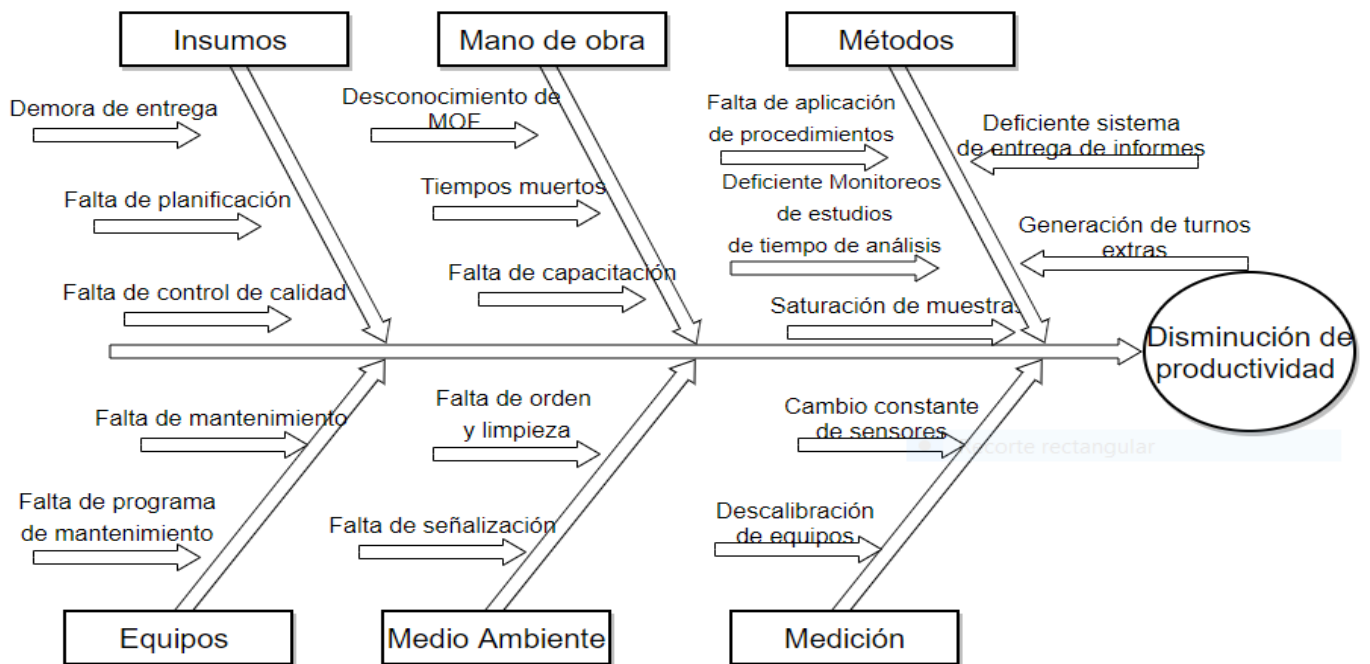 Insumos
Mano de obra
Métodos
Demora de entrega
Falta de planificación
Falta de control de calidad
Desconocimiento de
MOF
Tiempos muertos
Falta de capacitación
Falta de aplicación
de procedimientos
Deficiente Monitoreos
de estudios
de tiempo de análisis
Saturación de muestras
Deficiente sistema
de entrega de informes
Generación de turnos
extras
Disminución de
productividad
Falta de mantenimiento
Falta de programa
de mantenimiento
Falta de orden
y limpieza
Falta de señalización
Cambio constante
de sensores
Recorte rectangular
Descalibración
de equipos
Equipos
Medio Ambiente
Medición